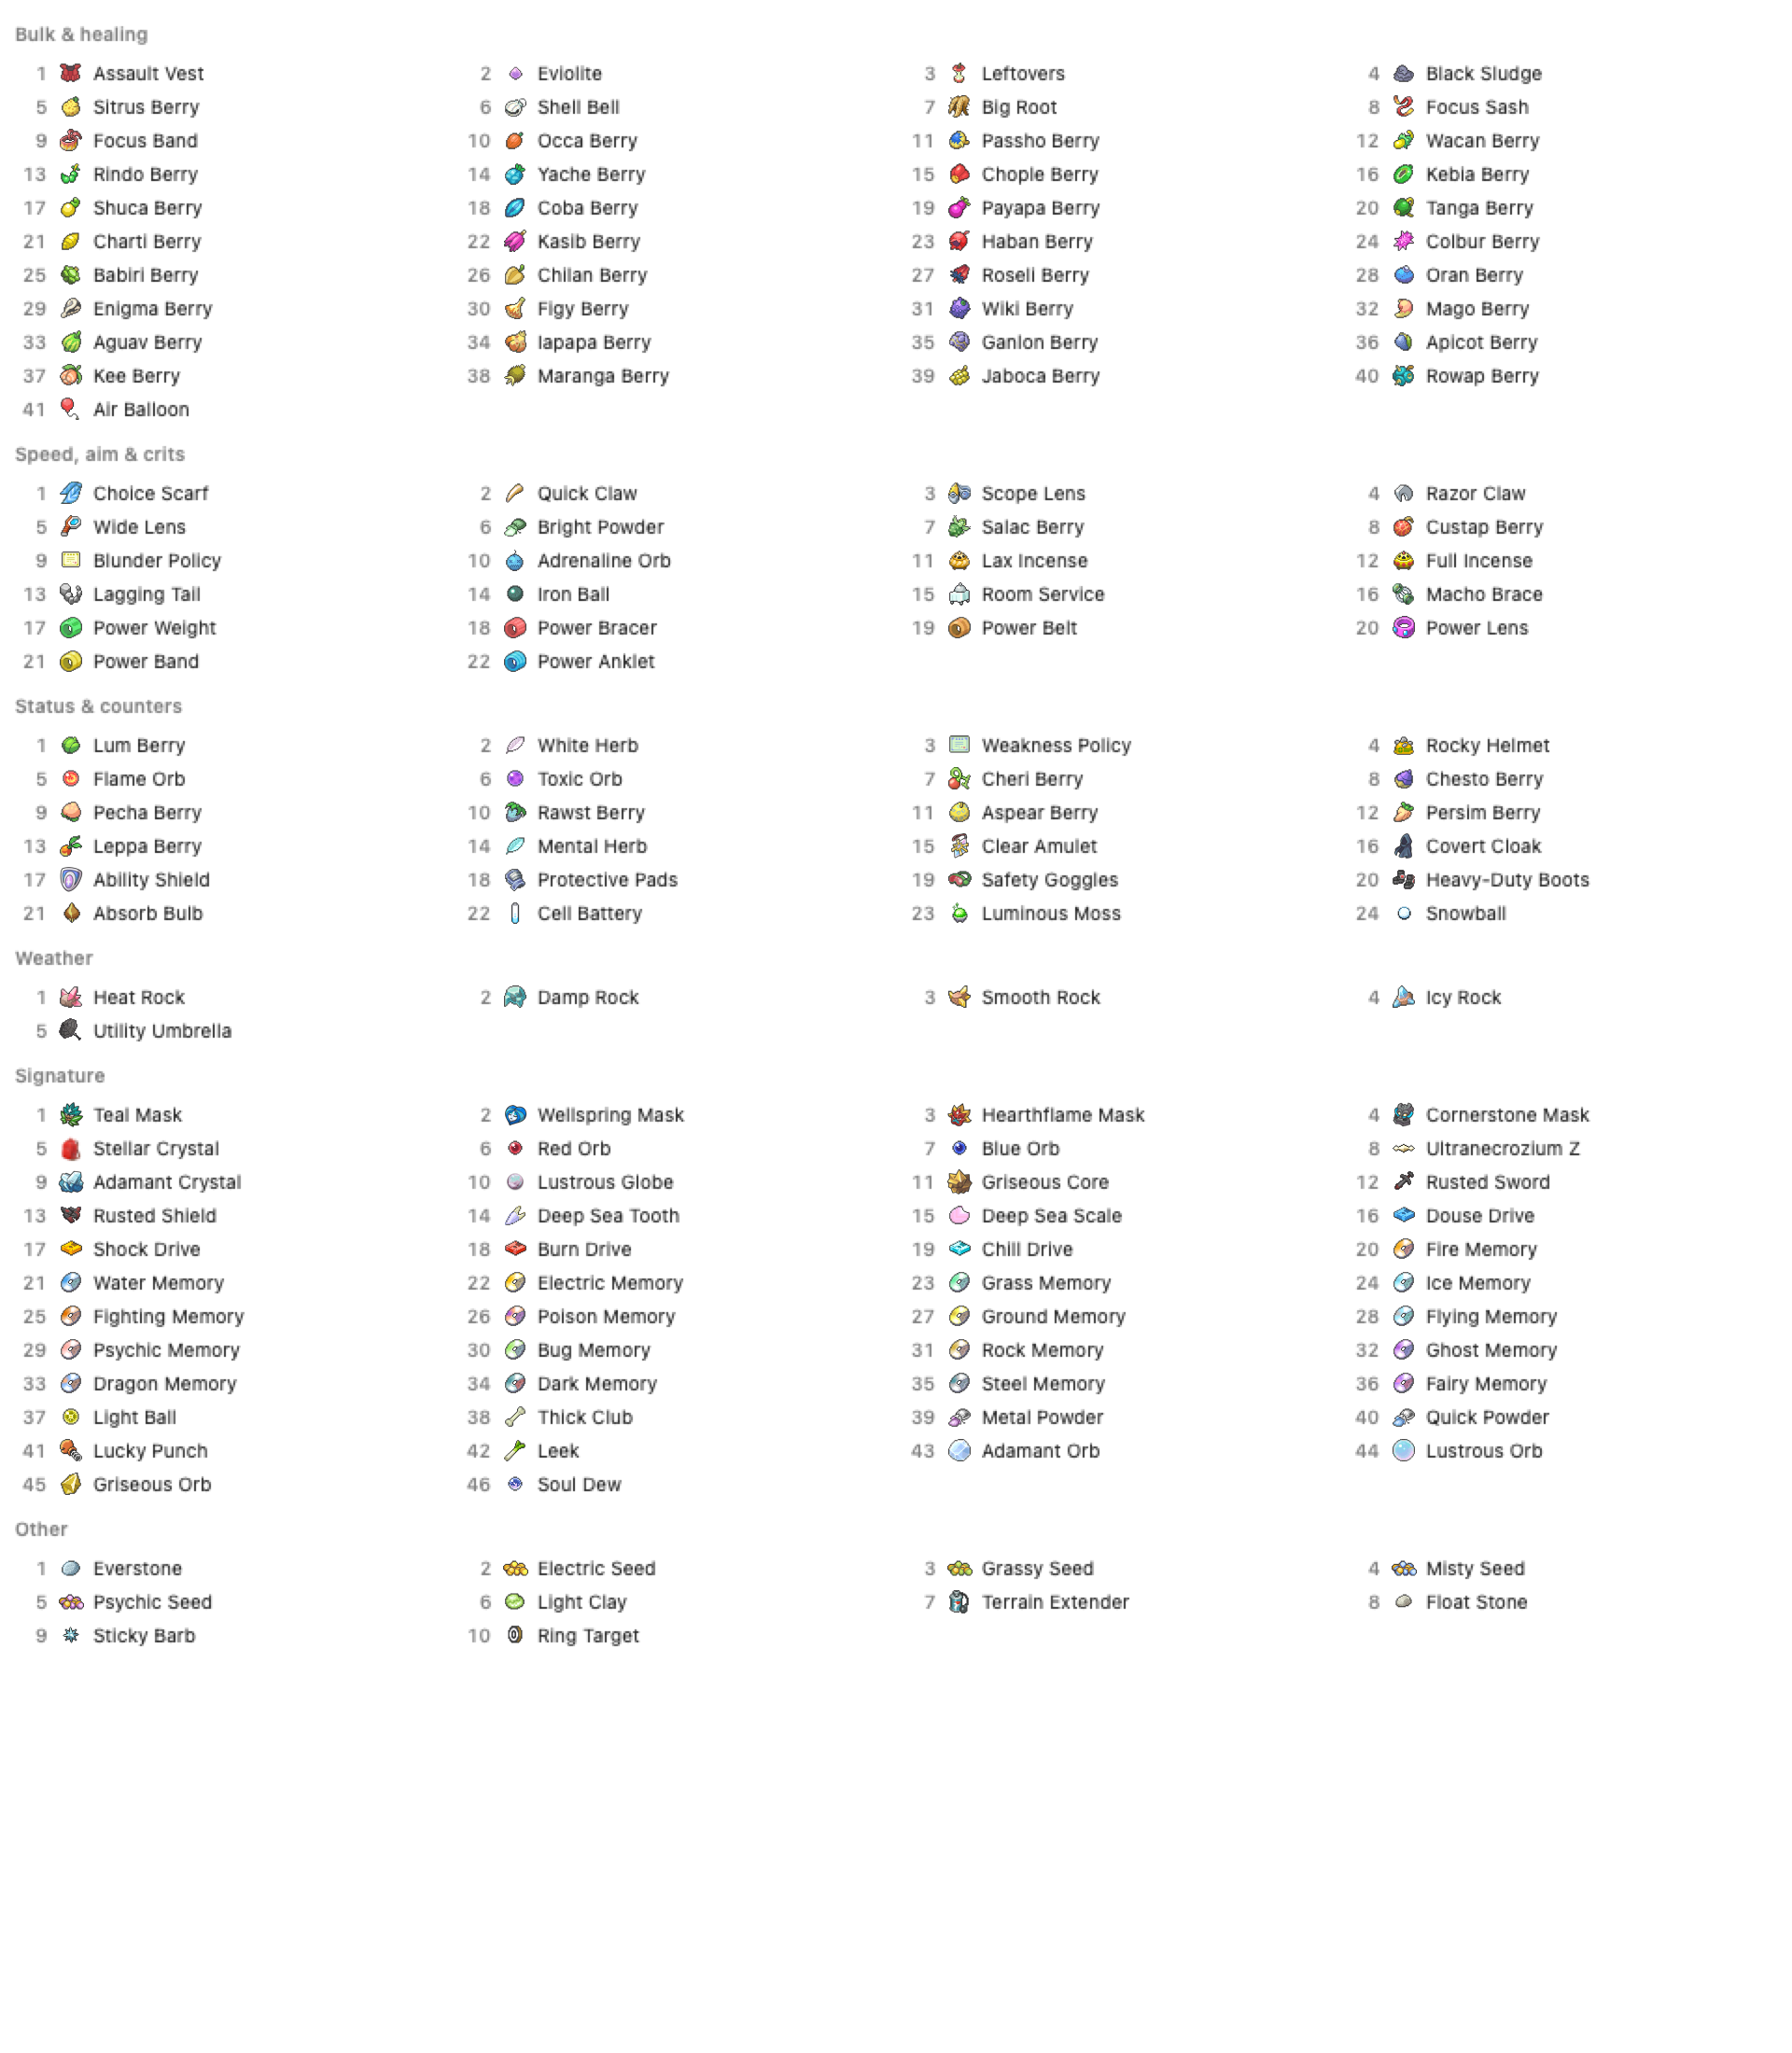 Bulk & healing
1 Assault Vest 2 Eviolite 3 Leftovers 4 Black Sludge
5 Sitrus Berry 6 Shell Bell 7 Big Root 8 Focus Sash
9 Focus Band 10 Occa Berry 11 Passho Berry 12 Wacan Berry
13 Rindo Berry 14 Yache Berry 15 Chople Berry 16 Kebia Berry
17 Shuca Berry 18 Coba Berry 19 Payapa Berry 20 Tanga Berry
21 Charti Berry 22 Kasib Berry 23 Haban Berry 24 Colbur Berry
25 Babiri Berry 26 Chilan Berry 27 Roseli Berry 28 Oran Berry
29 Enigma Berry 30 Figy Berry 31 Wiki Berry 32 Mago Berry
33 Aguav Berry 34 Iapapa Berry 35 Ganlon Berry 36 Apicot Berry
37 Kee Berry 38 Maranga Berry 39 Jaboca Berry 40 Rowap Berry
41 Air Balloon
Speed, aim & crits
1 Choice Scarf 2 Quick Claw 3 Scope Lens 4 Razor Claw
5 Wide Lens 6 Bright Powder 7 Salac Berry 8 Custap Berry
9 Blunder Policy 10 Adrenaline Orb 11 Lax Incense 12 Full Incense
13 Lagging Tail 14 Iron Ball 15 Room Service 16 Macho Brace
17 Power Weight 18 Power Bracer 19 Power Belt 20 Power Lens
21 Power Band 22 Power Anklet
Status & counters
1 Lum Berry 2 White Herb 3 Weakness Policy 4 Rocky Helmet
5 Flame Orb 6 Toxic Orb 7 Cheri Berry 8 Chesto Berry
9 Pecha Berry 10 Rawst Berry 11 Aspear Berry 12 Persim Berry
13 Leppa Berry 14 Mental Herb 15 Clear Amulet 16 Covert Cloak
17 Ability Shield 18 Protective Pads 19 Safety Goggles 20 Heavy-Duty Boots
21 Absorb Bulb 22 Cell Battery 23 Luminous Moss 24 Snowball
Weather
1 Heat Rock 2 Damp Rock 3 Smooth Rock 4 Icy Rock
5 Utility Umbrella
Signature
1 Teal Mask 2 Wellspring Mask 3 Hearthflame Mask 4 Cornerstone Mask
5 Stellar Crystal 6 Red Orb 7 Blue Orb 8 Ultranecrozium Z
9 Adamant Crystal 10 Lustrous Globe 11 Griseous Core 12 Rusted Sword
13 Rusted Shield 14 Deep Sea Tooth 15 Deep Sea Scale 16 Douse Drive
17 Shock Drive 18 Burn Drive 19 Chill Drive 20 Fire Memory
21 Water Memory 22 Electric Memory 23 Grass Memory 24 Ice Memory
25 Fighting Memory 26 Poison Memory 27 Ground Memory 28 Flying Memory
29 Psychic Memory 30 Bug Memory 31 Rock Memory 32 Ghost Memory
33 Dragon Memory 34 Dark Memory 35 Steel Memory 36 Fairy Memory
37 Light Ball 38 Thick Club 39 Metal Powder 40 Quick Powder
41 Lucky Punch 42 Leek 43 Adamant Orb 44 Lustrous Orb
45 Griseous Orb 46 Soul Dew
Other
1 Everstone 2 Electric Seed 3 Grassy Seed 4 Misty Seed
5 Psychic Seed 6 Light Clay 7 Terrain Extender 8 Float Stone
9 Sticky Barb 10 Ring Target